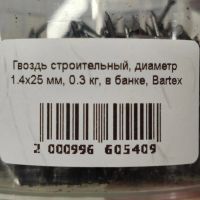 Гвоздь строительный, диаметр
1.4x25 мм, 0.3 кг, в банке, Bartex
2 000996 605409